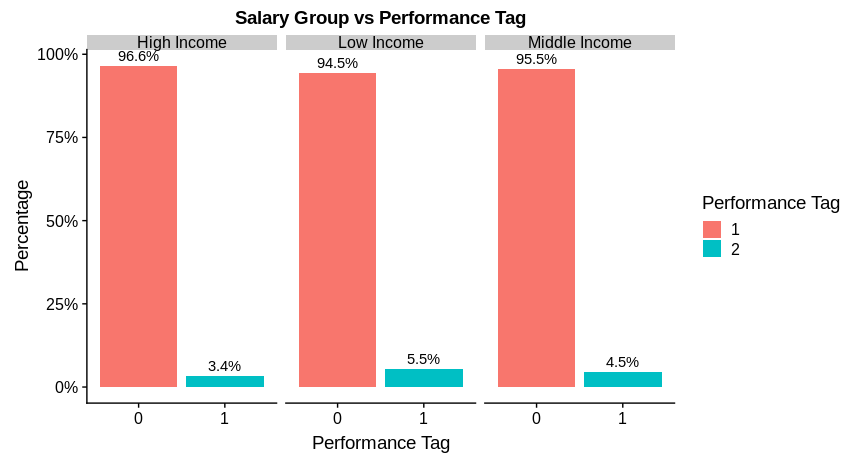 Salary Group vs Performance Tag
High Income
Low Income
Middle Income
100%
75%
50%
25%
0%
Percentage
96.6%
3.4%
94.5%
5.5%
95.5%
4.5%
0
1
0
1
0
1
Performance Tag
Performance Tag
1
2